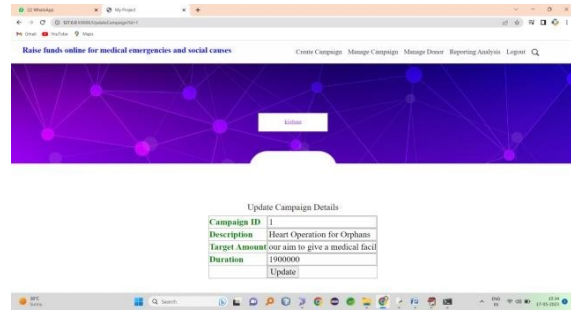 WhatsApp
My Project
Gmail
YouTube
Maps
Raise funds online for medical emergencies and social causes
Create Campaign Manage Campaign Manage Donor Reporting Analysis Logout
kishan
Update Campaign Details
Campaign ID 1
Description Heart Operation for Orphans
Target Amount our aim to give a medical facil
Duration 1900000
Update
Search